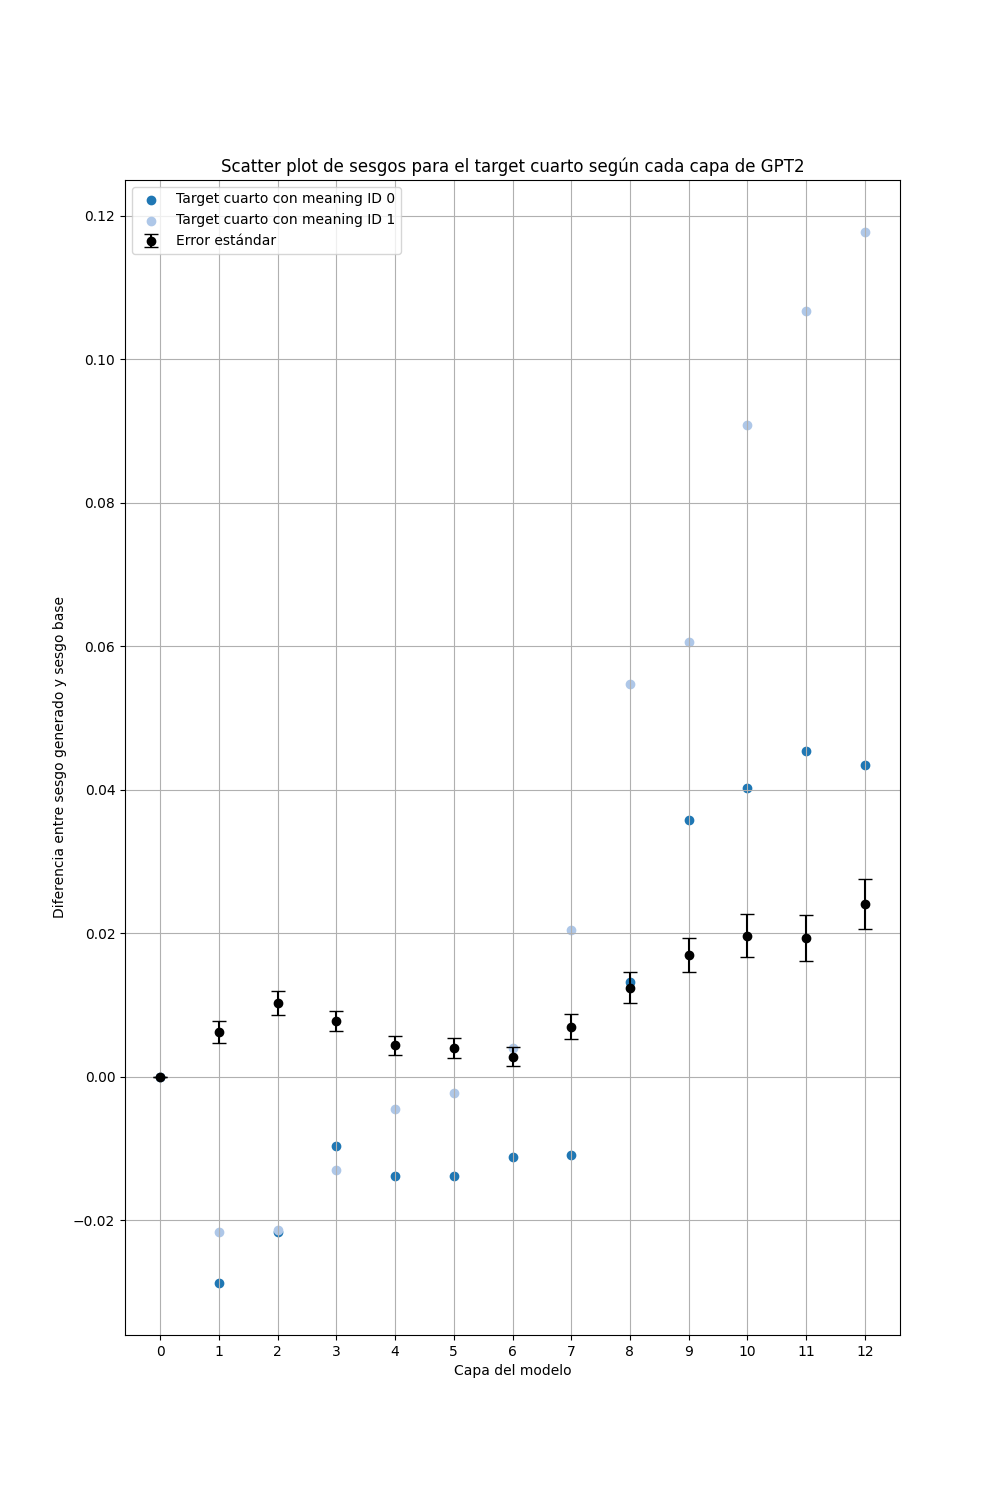 Scatter plot de sesgos para el target cuarto según cada capa de GPT2
Target cuarto con meaning ID 0
Target cuarto con meaning ID 1
Error estándar
0.12
0.10
0.08
0.06
0.04
0.02
0.00
−0.02
Diferencia entre sesgo generado y sesgo base
0 1 2 3 4 5 6 7 8 9 10 11 12
Capa del modelo